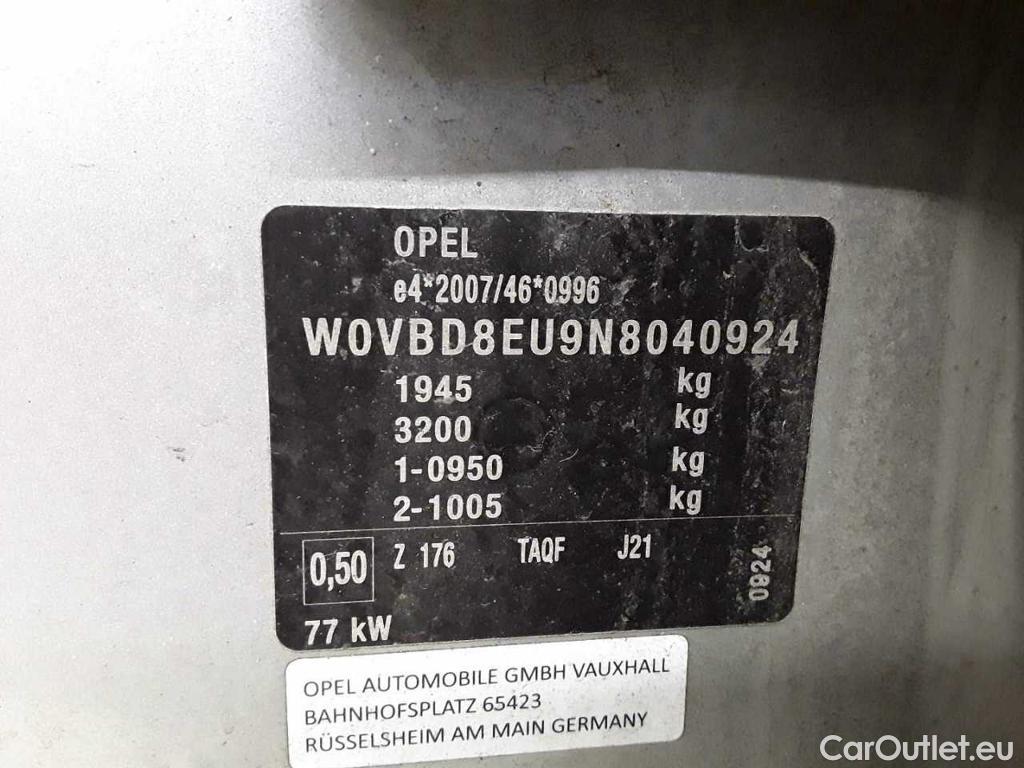 OPEL
e4*2007/46*0996
W0VBD8EU9N8040924
1945 kg
3200 kg
1-0950 kg
2-1005 kg
0,50 Z 176 TAQF J21 0924
77 kW
OPEL AUTOMOBILE GMBH VAUXHALL
BAHNHOFSPLATZ 65423
RÜSSELSHEIM AM MAIN GERMANY
CarOutlet.eu